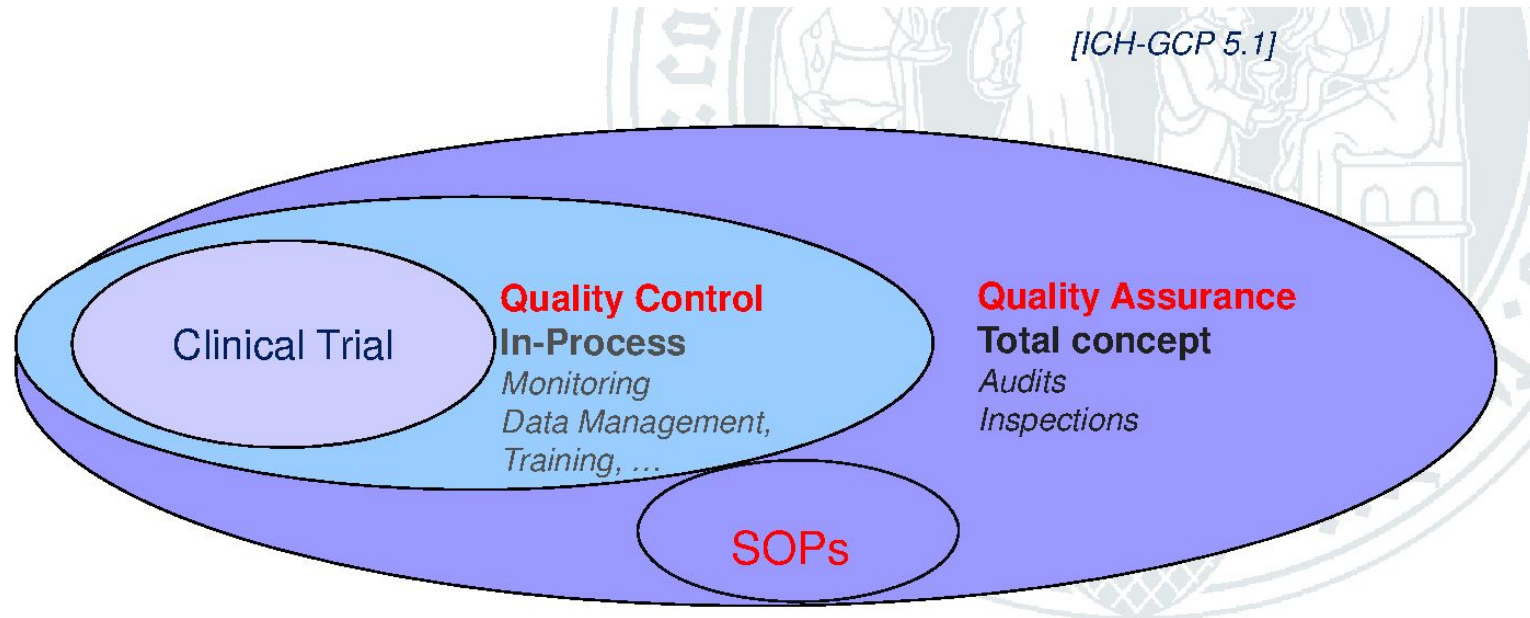 [ICH-GCP 5.1]
Clinical Trial
Quality Control
In-Process
Monitoring
Data Management,
Training, ...
Quality Assurance
Total concept
Audits
Inspections
SOPs